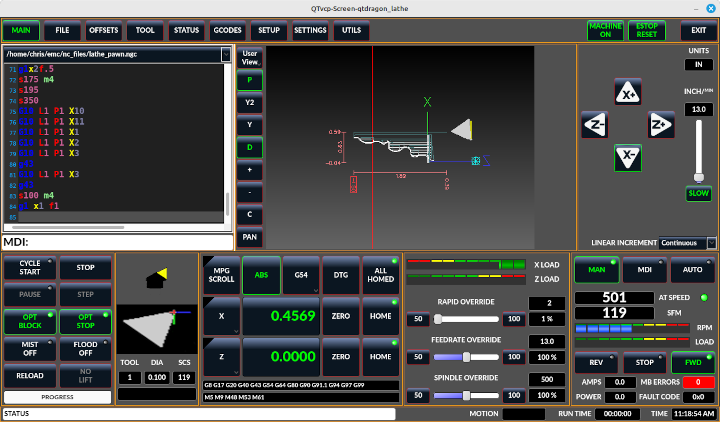 QTvcp-Screen-qtdragon_lathe
MAIN FILE OFFSETS TOOL STATUS GCODES SETUP SETTINGS UTILS MACHINE ON ESTOP RESET EXIT
/home/chris/emc/nc_files/lathe_pawn.ngc
User View
UNITS
IN
INCH/MIN
13.0
SLOW
LINEAR INCREMENT Continuous
71
72 x2f.5
73 s175 m4
74 s195
75 s350
76 L1 P1 X10
77 L1 P1 X11
78 L1 P1 X1
79 L1 P1 X2
80 L1 P1 X3
81
82 L1 P1 X3
83
84 s100 m4
x1 f1
85
MDI:
P
Y2
Y
D
+
-
C
PAN
X
0.59
0.63
-0.04
1.89
X+
Z-
Z+
X-
CYCLE START STOP
PAUSE STEP
OPT BLOCK OPT STOP
MIST OFF FLOOD OFF
RELOAD NO LIFT
PROGRESS
TOOL DIA SCS
1 0.100 119
MPG SCROLL ABS G54 DTG ALL HOMED
X 0.4569 ZERO HOME
Z 0.0000 ZERO HOME
G8 G17 G20 G40 G43 G54 G64 G80 G90 G91.1 G94 G97 G99
M5 M9 M48 M53 M61
X LOAD
Z LOAD
RAPID OVERRIDE 2
50 100 1 %
FEEDRATE OVERRIDE 13.0
50 100 100 %
SPINDLE OVERRIDE 500
50 100 100 %
MAN MDI AUTO
501 AT SPEED
119 SFM
RPM
LOAD
REV STOP FWD
AMPS 0.0 MB ERRORS 0
POWER 0.0 FAULT CODE 0x0
STATUS MOTION RUN TIME 00:00:00 TIME 11:18:54 AM